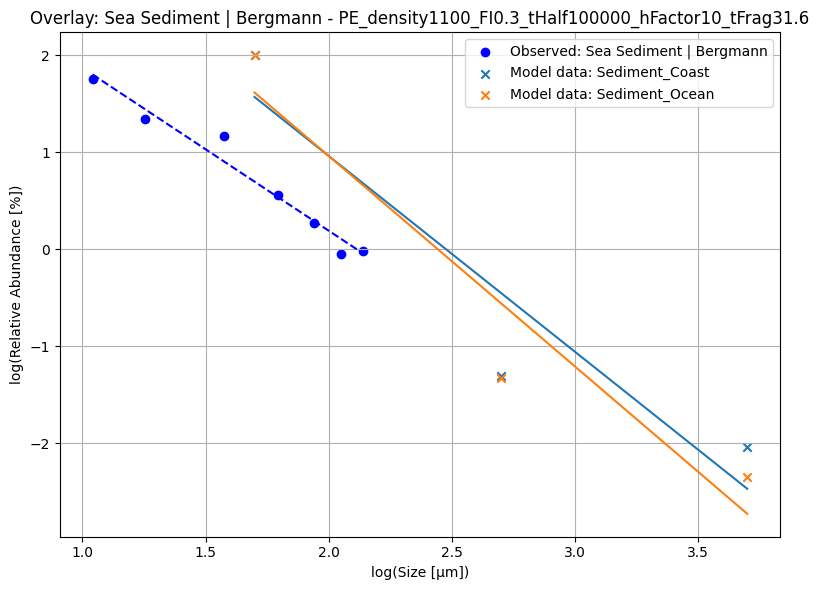 Overlay: Sea Sediment | Bergmann - PE_density1100_FI0.3_tHalf100000_hFactor10_tFrag31.6
Observed: Sea Sediment | Bergmann
Model data: Sediment_Coast
Model data: Sediment_Ocean
log(Relative Abundance [%])
2
1
0
−1
−2
1.0 1.5 2.0 2.5 3.0 3.5
log(Size [μm])